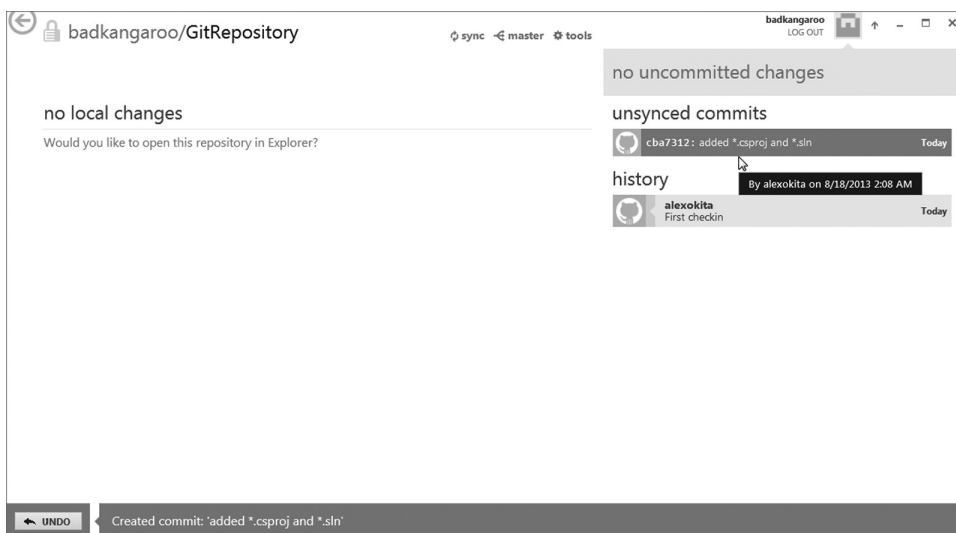 badkangaroo/GitRepository
sync master tools
badkangaroo
LOG OUT
no uncommitted changes
no local changes
Would you like to open this repository in Explorer?
unsynced commits
cba7312: added *.csproj and *.sln Today
By alexokita on 8/18/2013 2:08 AM
history
alexokita
First checkin
Today
UNDO
Created commit: 'added *.csproj and *.sln'